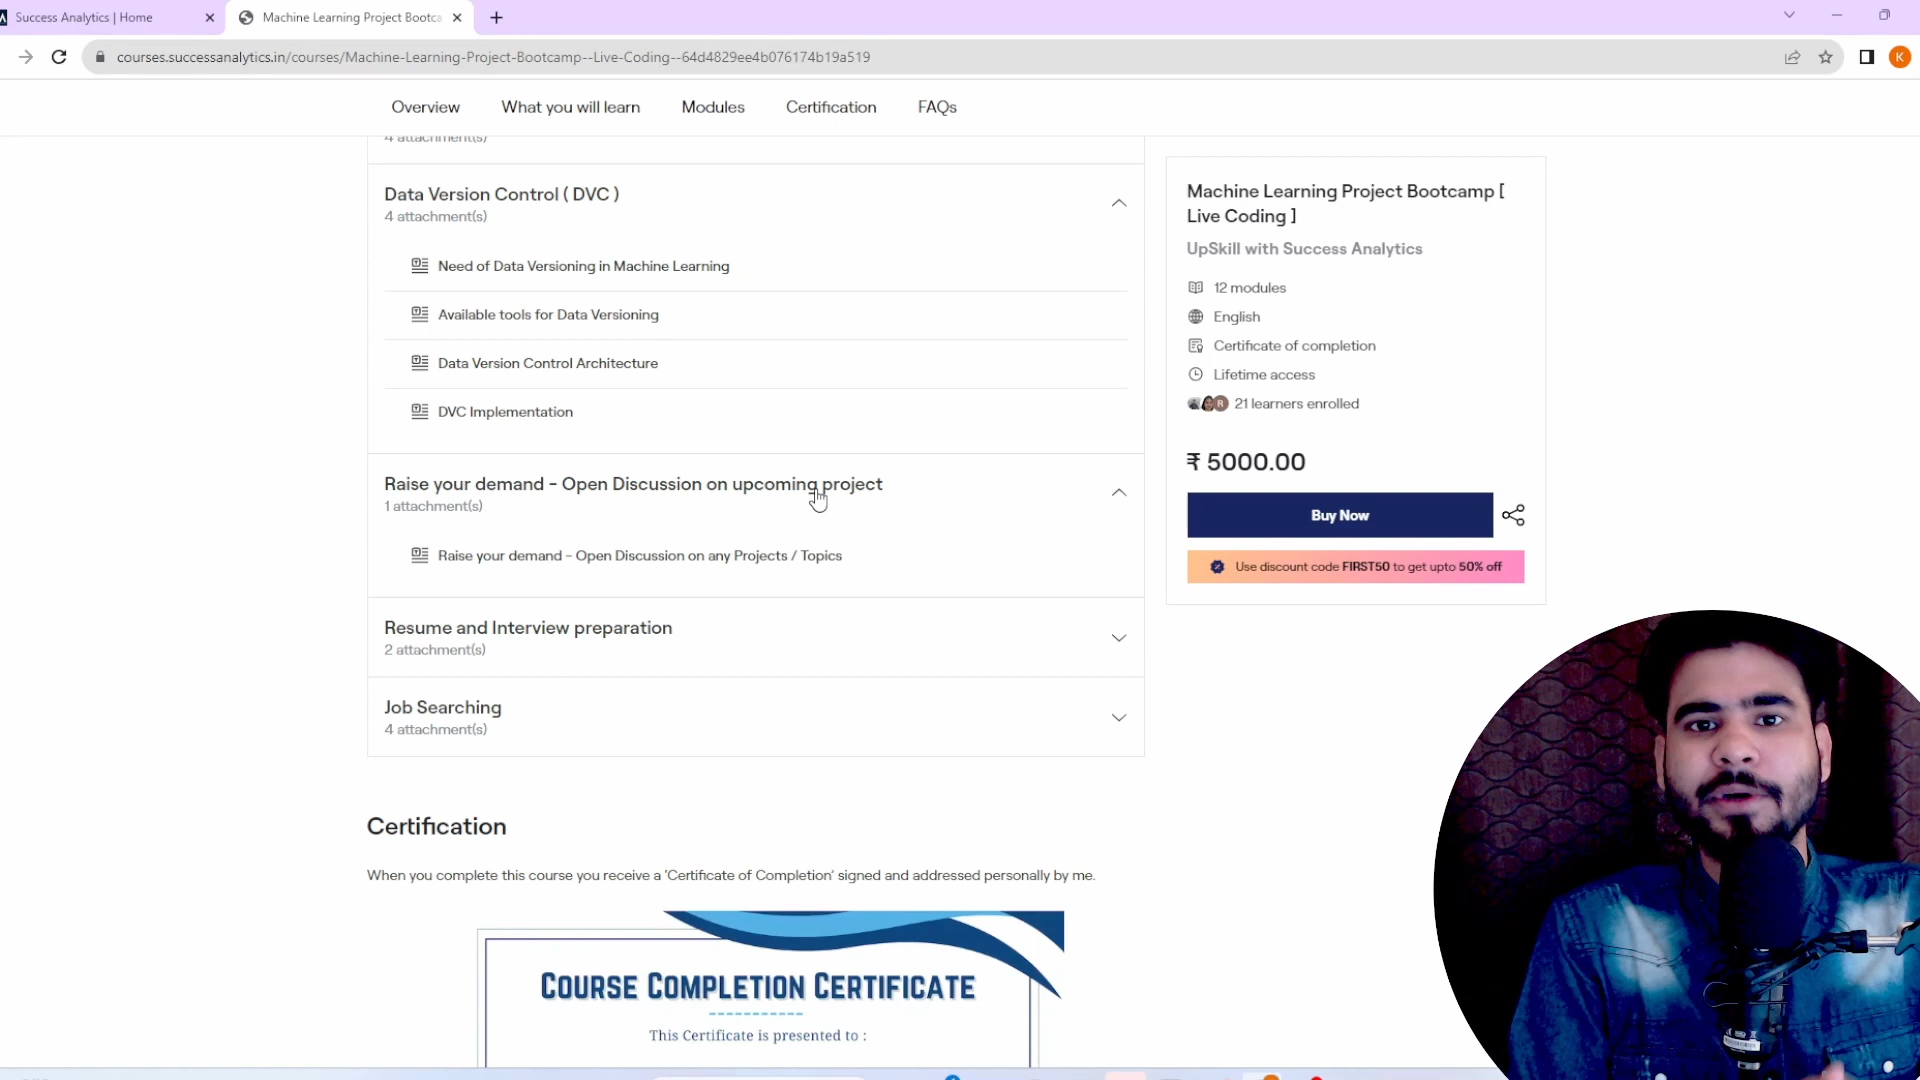 Success Analytics | Home
Machine Learning Project Bootca
courses.successanalytics.in/courses/Machine-Learning-Project-Bootcamp--Live-Coding--64d4829ee4b076174b19a519
K
Overview
What you will learn
Modules
Certification
FAQs
4 attachment(s)
Data Version Control ( DVC )
4 attachment(s)
Need of Data Versioning in Machine Learning
Available tools for Data Versioning
Data Version Control Architecture
DVC Implementation
Raise your demand - Open Discussion on upcoming project
1 attachment(s)
Raise your demand - Open Discussion on any Projects / Topics
Resume and Interview preparation
2 attachment(s)
Job Searching
4 attachment(s)
Machine Learning Project Bootcamp [
Live Coding ]
UpSkill with Success Analytics
12 modules
English
Certificate of completion
Lifetime access
R
21 learners enrolled
₹ 5000.00
Buy Now
Use discount code FIRST50 to get upto 50% off
Certification
When you complete this course you receive a 'Certificate of Completion' signed and addressed personally by me.
COURSE COMPLETION CERTIFICATE
This Certificate is presented to :